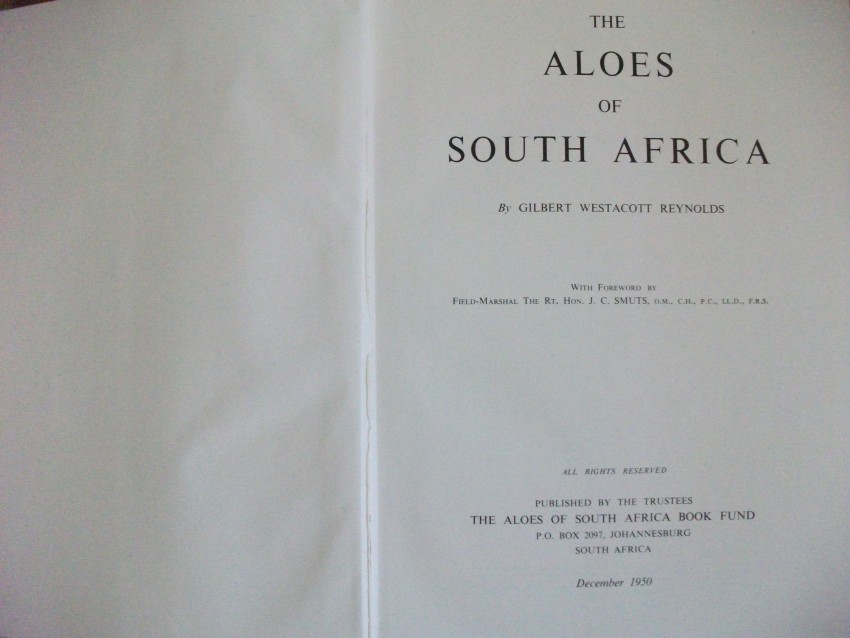 THE
ALOES
OF
SOUTH AFRICA
By GILBERT WESTACOTT REYNOLDS
WITH FOREWORD BY
FIELD-MARSHAL THE RT. HON. J. C. SMUTS, O.M., C.H., P.C., LL.D., F.R.S.
ALL RIGHTS RESERVED
PUBLISHED BY THE TRUSTEES
THE ALOES OF SOUTH AFRICA BOOK FUND
P.O. BOX 2097, JOHANNESBURG
SOUTH AFRICA
December 1950